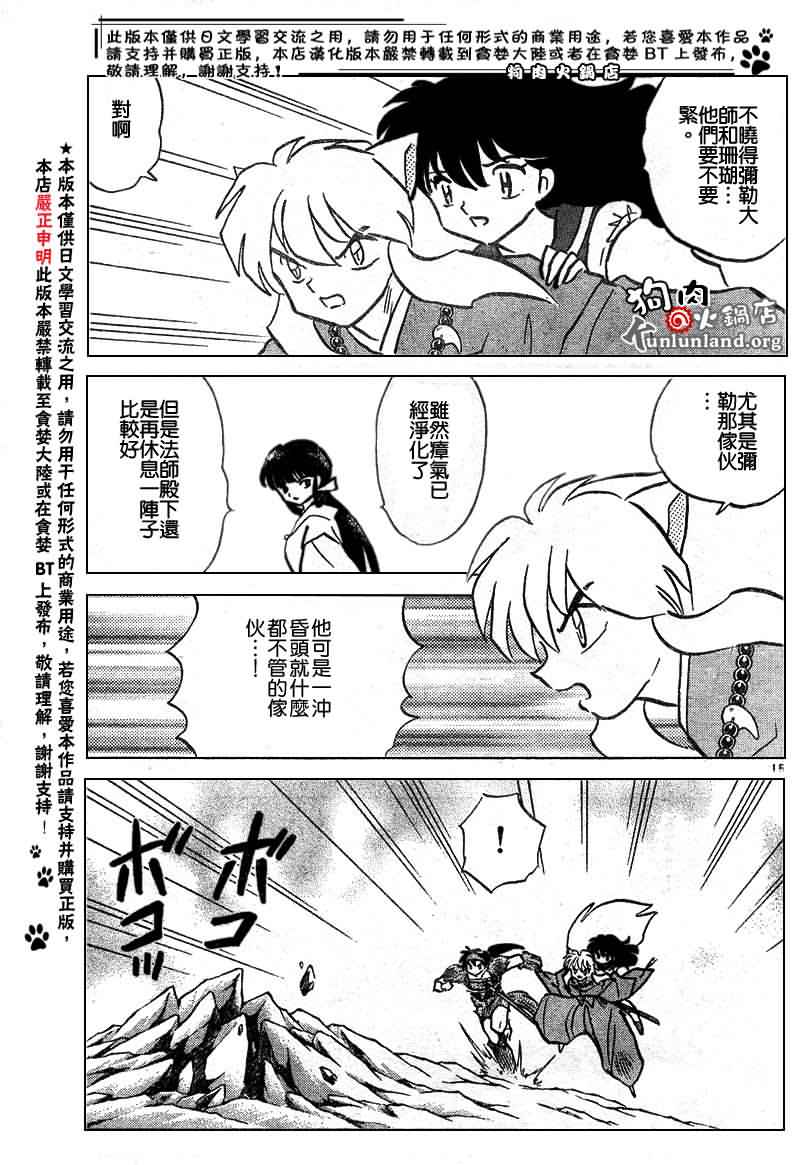 此版本僅供日文學習交流之用，請勿用于任何形式的商業用途，若您喜愛本作品
請支持并購買正版，本店漢化版本嚴禁轉載到貪婪大陸或者在貪婪BT上發布，
敬請理解，謝謝支持！
狗肉火鍋店
★本版本僅供日文學習交流之用，請勿用于任何形式的商業用途，若您喜愛本作品請支持并購買正版，
本店嚴正申明此版本嚴禁轉載至貪婪大陸或在貪婪BT上發布，敬請理解，謝謝支持！
不曉得彌勒大
師和珊瑚…
他們要不要
緊。
對啊
狗肉
火鍋店
Kunlunland.org
尤其是彌
勒那傢伙
…
雖然瘴氣已
經淨化了
但是法師殿下還
是再休息一陣子
比較好
他可是一沖
昏頭就什麼
都不管的傢
伙…！
15
！
ボコ
ボコッ